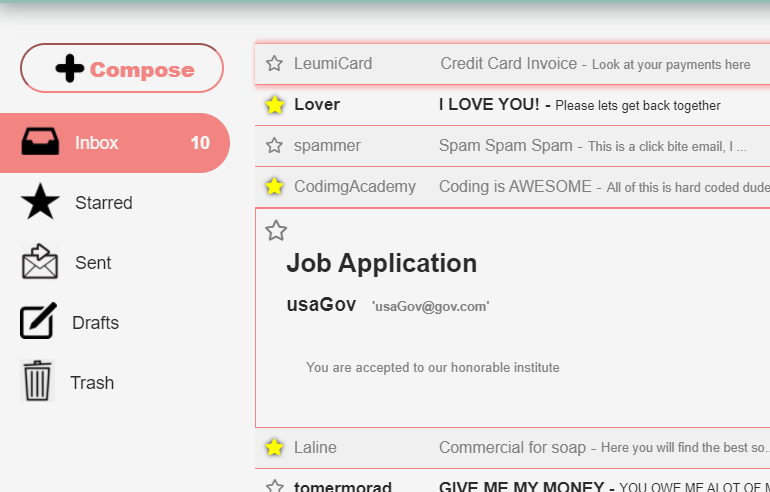 Compose
Inbox 10
Starred
Sent
Drafts
Trash
LeumiCard Credit Card Invoice - Look at your payments here
Lover I LOVE YOU! - Please lets get back together
spammer Spam Spam Spam - This is a click bite email, I ...
CodimgAcademy Coding is AWESOME - All of this is hard coded dude
Job Application
usaGov 'usaGov@gov.com'
You are accepted to our honorable institute
Laline Commercial for soap - Here you will find the best so...
tomermorad GIVE ME MY MONEY - YOU OWE ME ALOT OF M